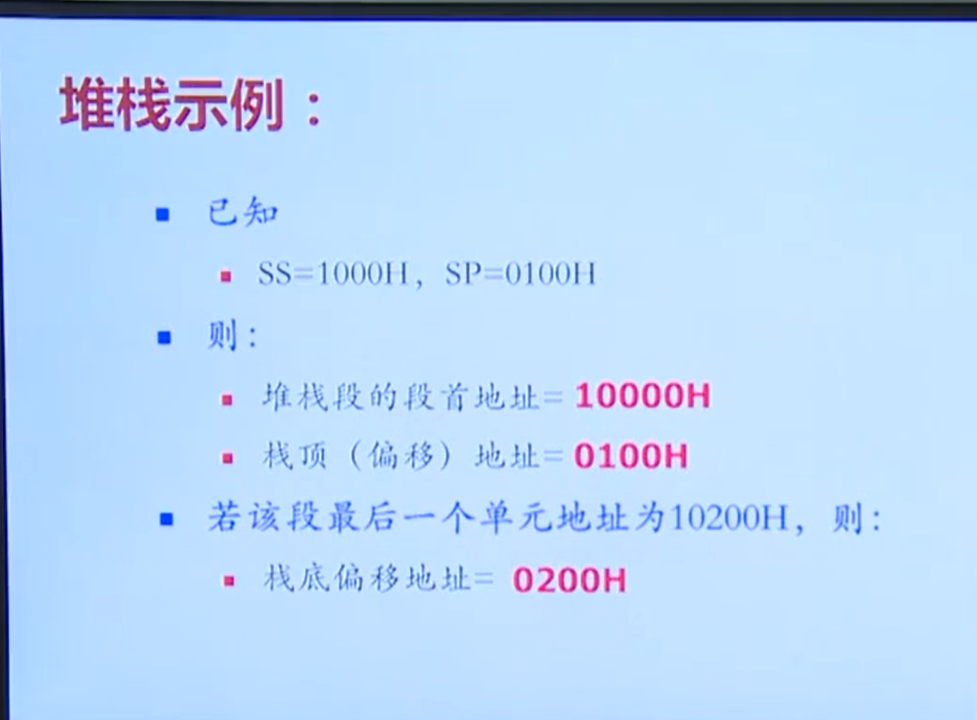 堆栈示例：
已知
SS=1000H，SP=0100H
则：
堆栈段的段首地址= 10000H
栈顶（偏移）地址= 0100H
若该段最后一个单元地址为10200H，则：
栈底偏移地址= 0200H